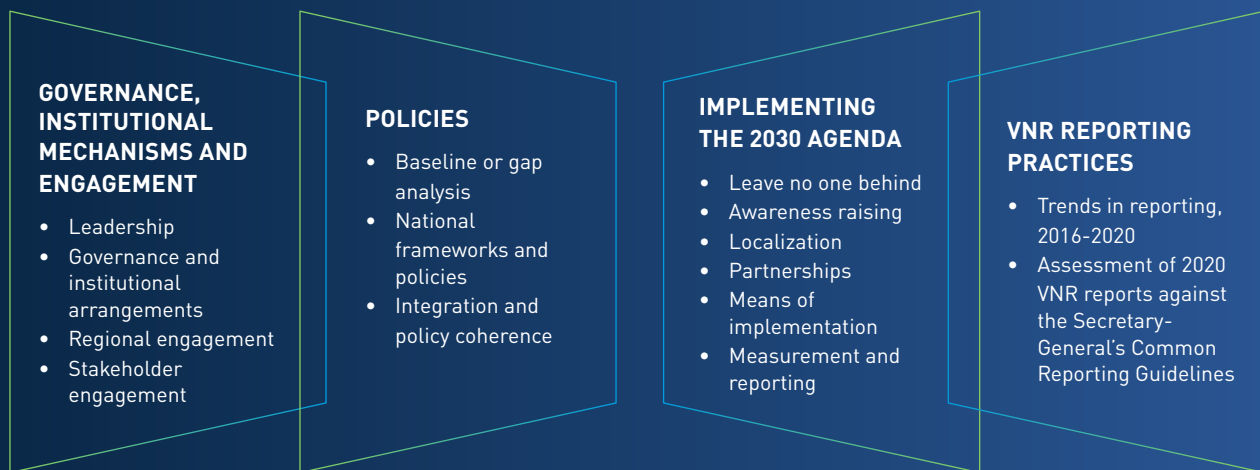 GOVERNANCE,
INSTITUTIONAL
MECHANISMS AND
ENGAGEMENT
• Leadership
• Governance and
institutional
arrangements
• Regional engagement
• Stakeholder
engagement
POLICIES
• Baseline or gap
analysis
• National
frameworks and
policies
• Integration and
policy coherence
IMPLEMENTING
THE 2030 AGENDA
• Leave no one behind
• Awareness raising
• Localization
• Partnerships
• Means of
implementation
• Measurement and
reporting
VNR REPORTING
PRACTICES
• Trends in reporting,
2016-2020
• Assessment of 2020
VNR reports against
the Secretary-
General’s Common
Reporting Guidelines